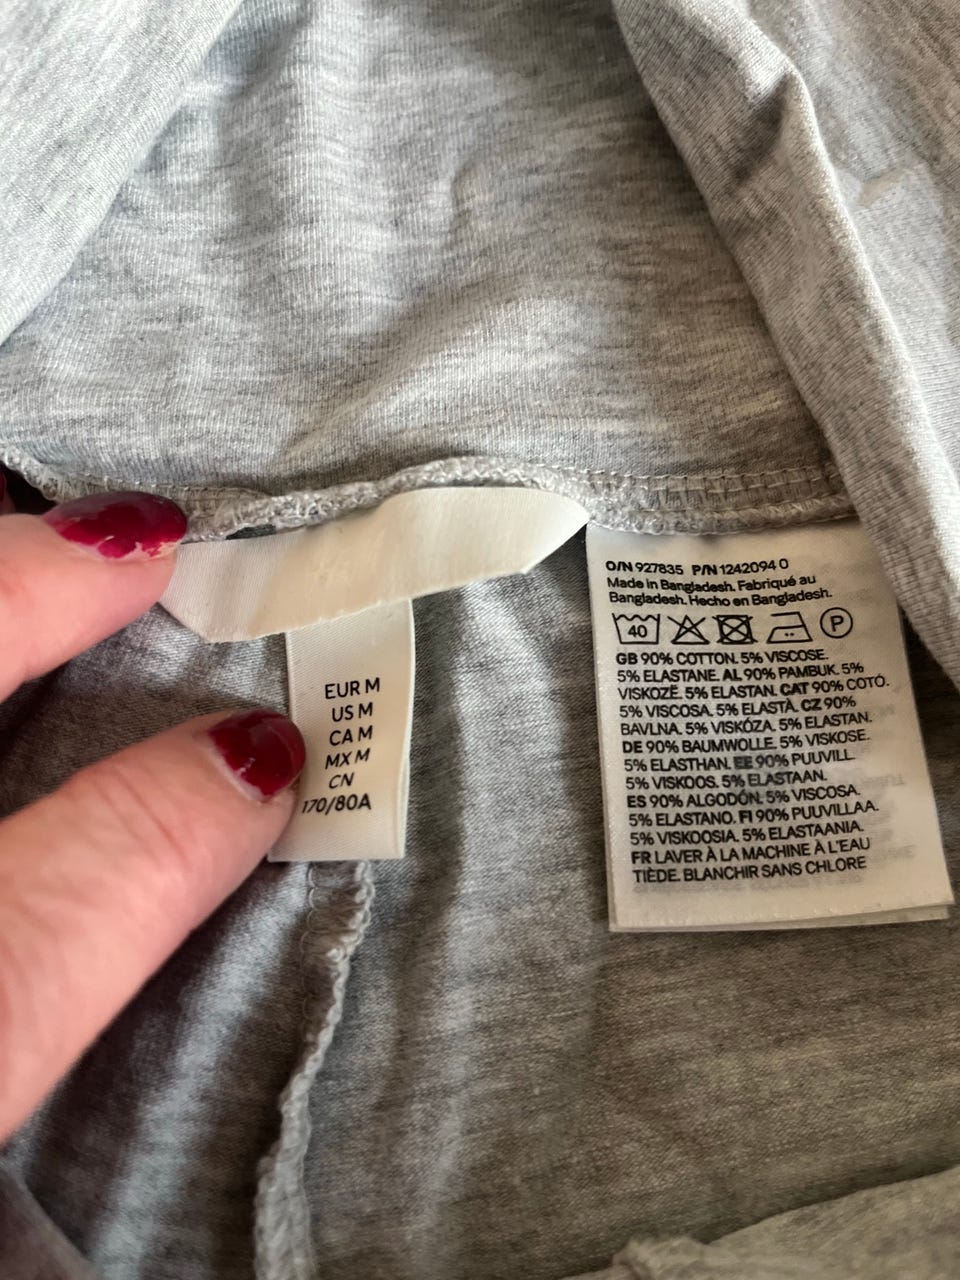 EUR M
US M
CA M
MX M
CN
170/80A
O/N 927835 P/N 1242094 0
Made in Bangladesh. Fabriqué au
Bangladesh. Hecho en Bangladesh.
40 P
GB 90% COTTON. 5% VISCOSE.
5% ELASTANE. AL 90% PAMBUK. 5%
VISKOZË. 5% ELASTAN. CAT 90% COTÓ.
5% VISCOSA. 5% ELASTÀ. CZ 90%
BAVLNA. 5% VISKÓZA. 5% ELASTAN.
DE 90% BAUMWOLLE. 5% VISKOSE.
5% ELASTHAN. EE 90% PUUVILL.
5% VISKOOS. 5% ELASTAAN.
ES 90% ALGODÓN. 5% VISCOSA.
5% ELASTANO. FI 90% PUUVILLAA.
5% VISKOOSIA. 5% ELASTAANIA.
FR LAVER À LA MACHINE À L'EAU
TIÈDE. BLANCHIR SANS CHLORE